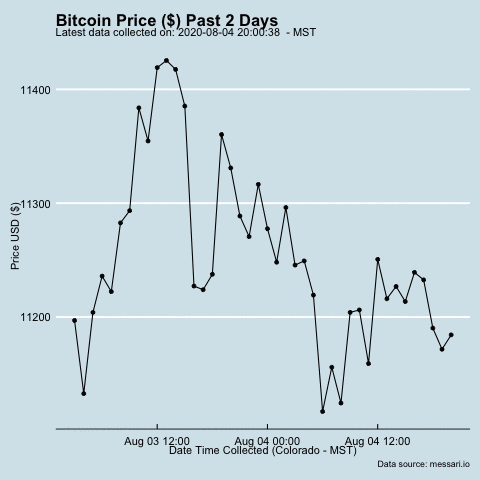 Bitcoin Price ($) Past 2 Days
Latest data collected on: 2020-08-04 20:00:38  - MST
11400
11300
11200
Price USD ($)
Aug 03 12:00 Aug 04 00:00 Aug 04 12:00
Date Time Collected (Colorado - MST)
Data source: messari.io